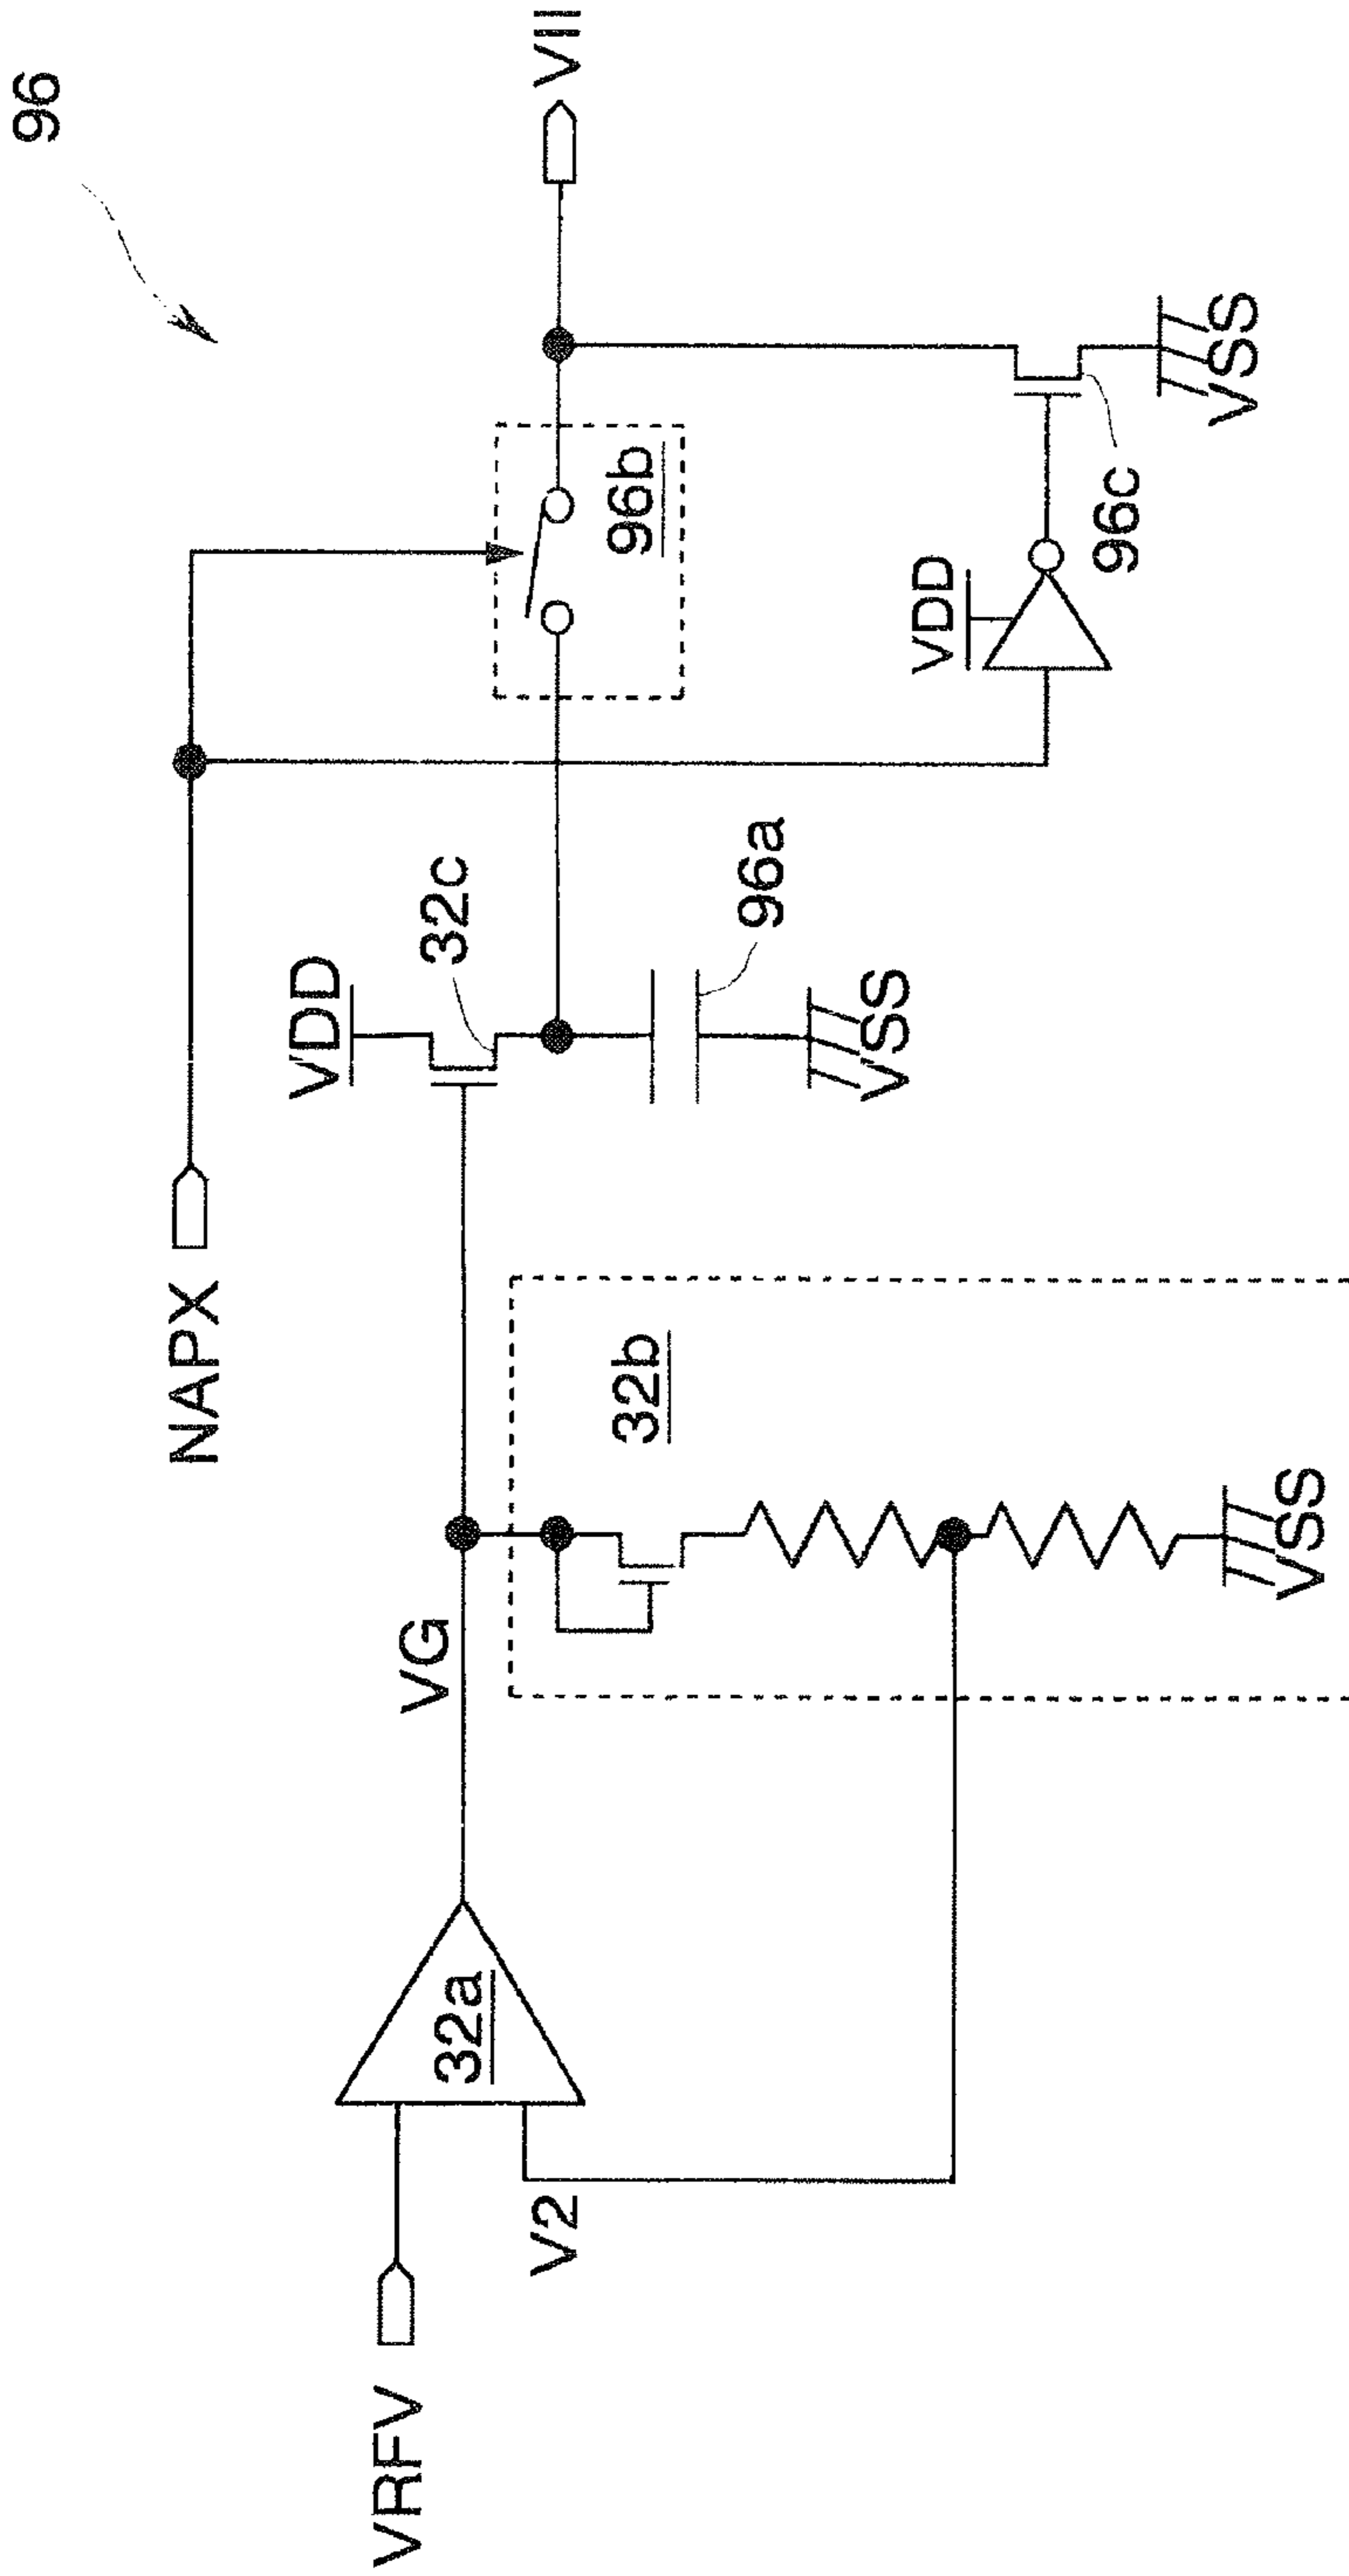 96
NAPX
VDD
32c
VII
96b
VG
32a
VRFV
V2
32b
VSS
96a
VSS
VDD
96c
VSS